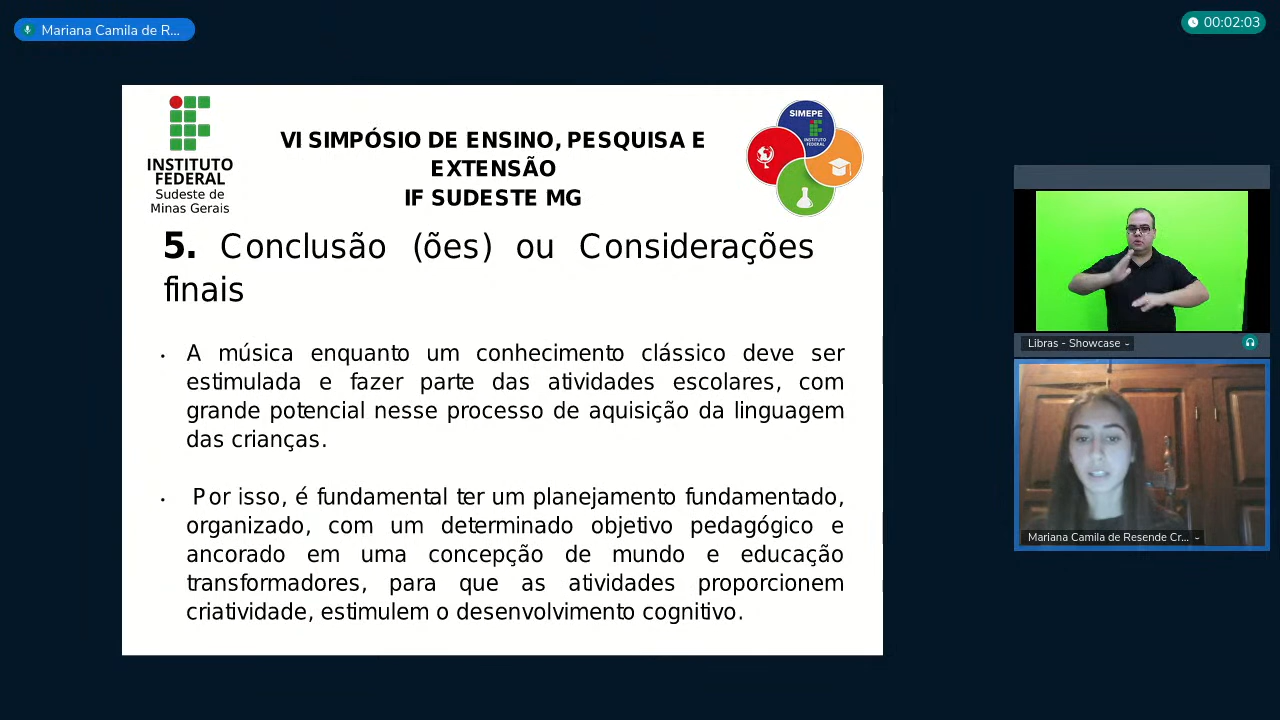 Mariana Camila de R...
00:02:03
INSTITUTO
FEDERAL
Sudeste de
Minas Gerais
VI SIMPÓSIO DE ENSINO, PESQUISA E
EXTENSÃO
IF SUDESTE MG
SIMEPE
INSTITUTO
FEDERAL
5. Conclusão (ões) ou Considerações
finais
• A música enquanto um conhecimento clássico deve ser
estimulada e fazer parte das atividades escolares, com
grande potencial nesse processo de aquisição da linguagem
das crianças.
• Por isso, é fundamental ter um planejamento fundamentado,
organizado, com um determinado objetivo pedagógico e
ancorado em uma concepção de mundo e educação
transformadores, para que as atividades proporcionem
criatividade, estimulem o desenvolvimento cognitivo.
Libras - Showcase
Mariana Camila de Resende Cr...